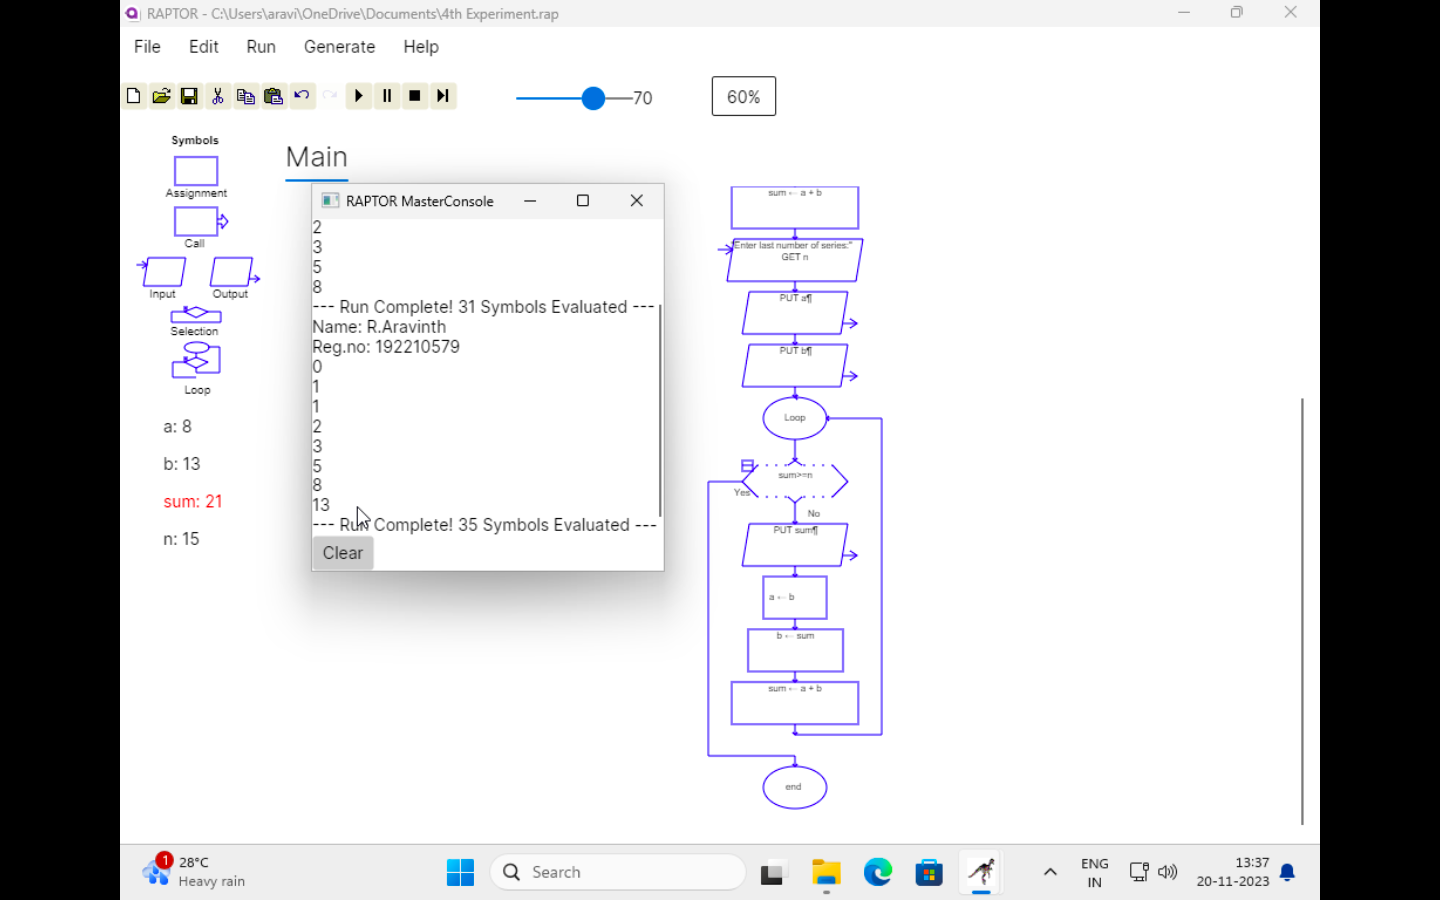 RAPTOR - C:\Users\aravi\OneDrive\Documents\4th Experiment.rap
File Edit Run Generate Help
70
60%
Symbols
Assignment
Call
Input Output
Selection
Loop
a: 8
b: 13
sum: 21
n: 15
Main
RAPTOR MasterConsole
2
3
5
8
--- Run Complete! 31 Symbols Evaluated ---
Name: R.Aravinth
Reg.no: 192210579
0
1
1
2
3
5
8
13
--- Run Complete! 35 Symbols Evaluated ---
Clear
sum ← a + b
"Enter last number of series:"
GET n
PUT a¶
PUT b¶
Loop
sum>=n
Yes
No
PUT sum¶
a ← b
b ← sum
sum ← a + b
end
1
28°C
Heavy rain
Search
ENG
IN
13:37
20-11-2023